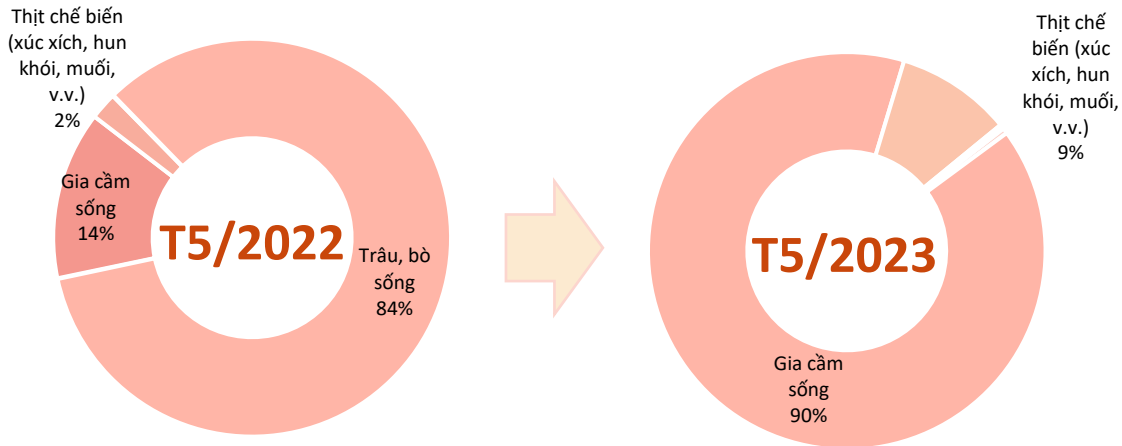 Thịt chế biến
(xúc xích, hun
khói, muối,
v.v.)
2%
Gia cầm
sống
14%
T5/2022
Trâu, bò
sống
84%
Thịt chế
biến (xúc
xích, hun
khói, muối,
v.v.)
9%
T5/2023
Gia cầm
sống
90%